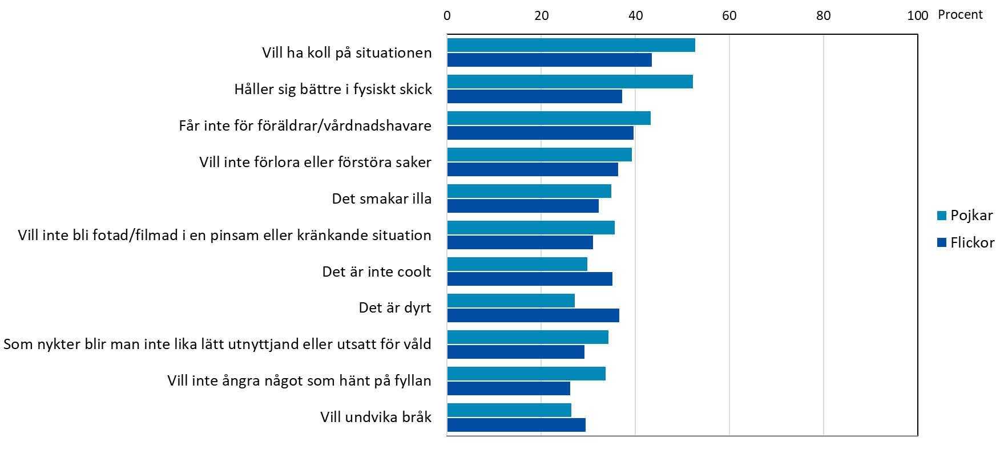 0 20 40 60 80 100 Procent
Vill ha koll på situationen
Håller sig bättre i fysiskt skick
Får inte för föräldrar/vårdnadshavare
Vill inte förlora eller förstöra saker
Det smakar illa
Pojkar
Vill inte bli fotad/filmad i en pinsam eller kränkande situation
Flickor
Det är inte coolt
Det är dyrt
Som nykter blir man inte lika lätt utnyttjand eller utsatt för våld
Vill inte ångra något som hänt på fyllan
Vill undvika bråk